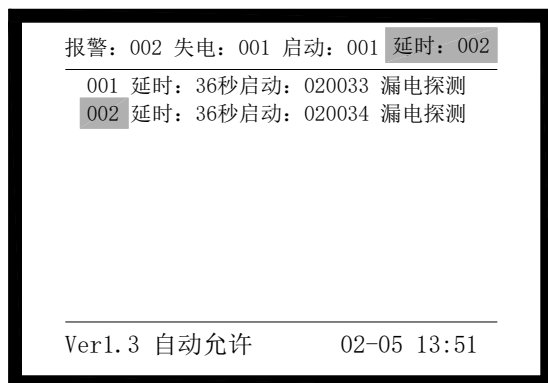 报警：002 失电：001 启动：001 延时：002
001 延时：36秒启动：020033 漏电探测
002 延时：36秒启动：020034 漏电探测
Ver1.3 自动允许 02-05 13:51